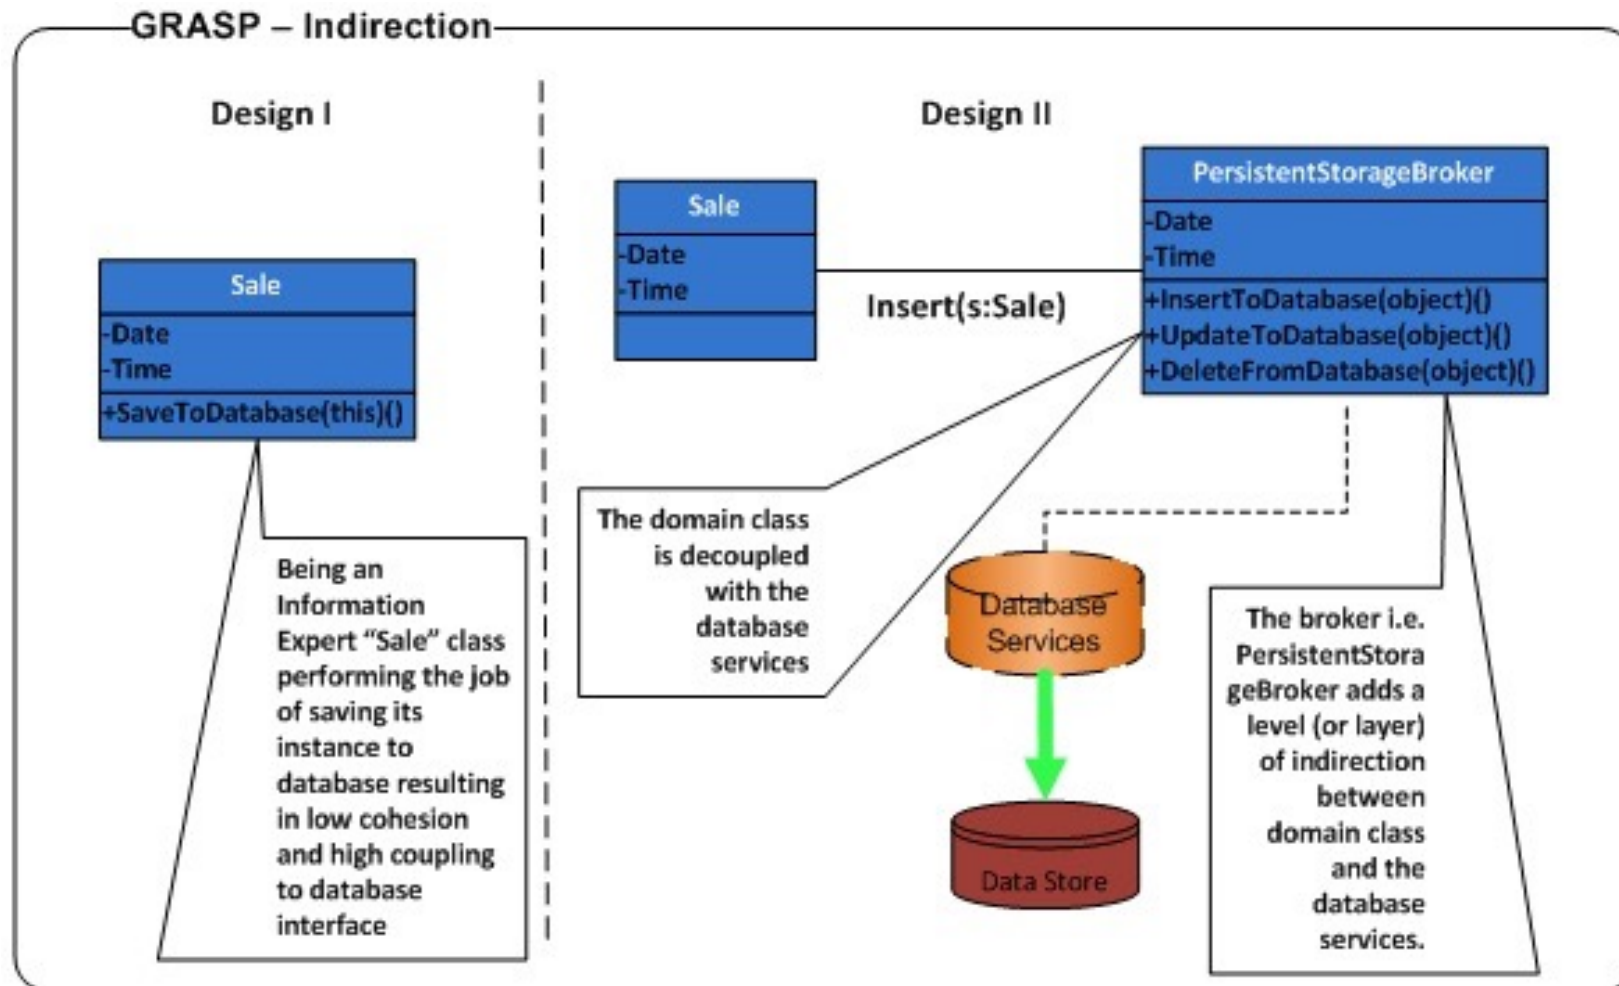 GRASP – Indirection
Design I
Sale
-Date
-Time
+SaveToDatabase(this)()
Being an
Information
Expert “Sale” class
performing the job
of saving its
instance to
database resulting
in low cohesion
and high coupling
to database
interface
Design II
Sale
-Date
-Time
Insert(s:Sale)
PersistentStorageBroker
-Date
-Time
+InsertToDatabase(object)()
+UpdateToDatabase(object)()
+DeleteFromDatabase(object)()
The domain class
is decoupled
with the
database
services
Database
Services
Data Store
The broker i.e.
PersistentStora
geBroker adds a
level (or layer)
of indirection
between
domain class
and the
database
services.